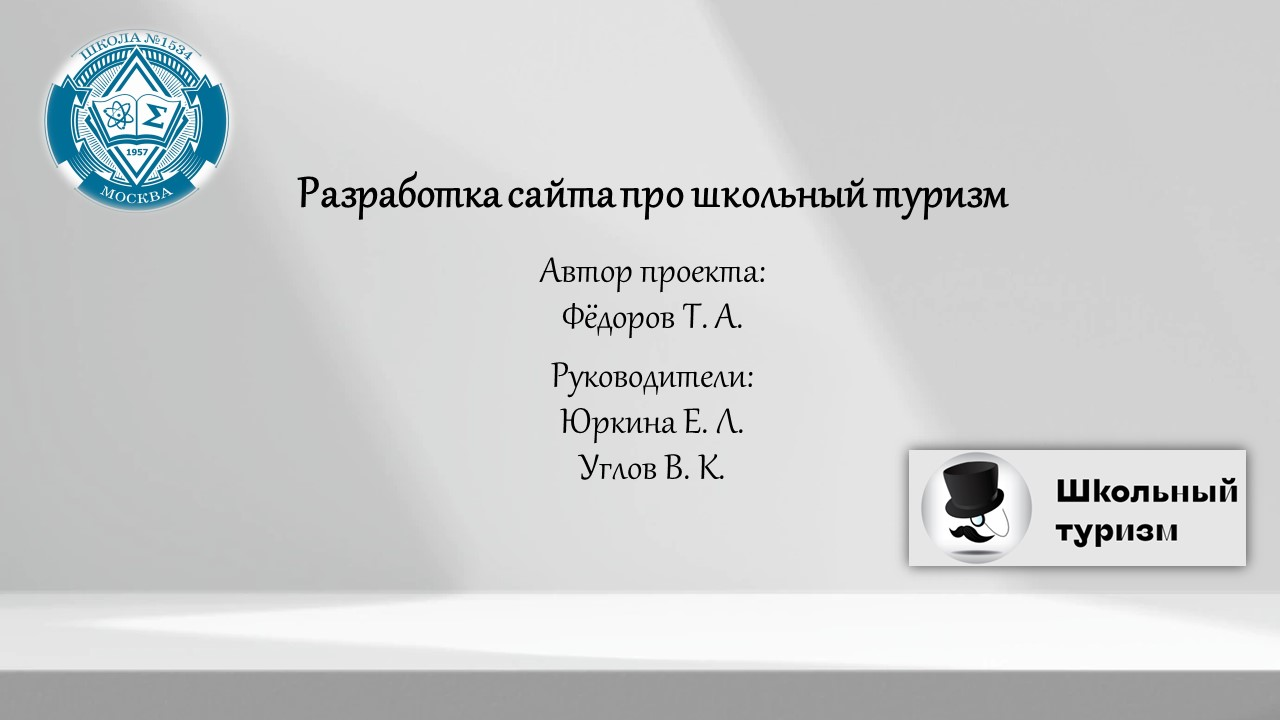 ШКОЛА №1534
1957
МОСКВА
Разработка сайта про школьный туризм
Автор проекта:
Фёдоров Т. А.
Руководители:
Юркина Е. Л.
Углов В. К.
Школьный
туризм